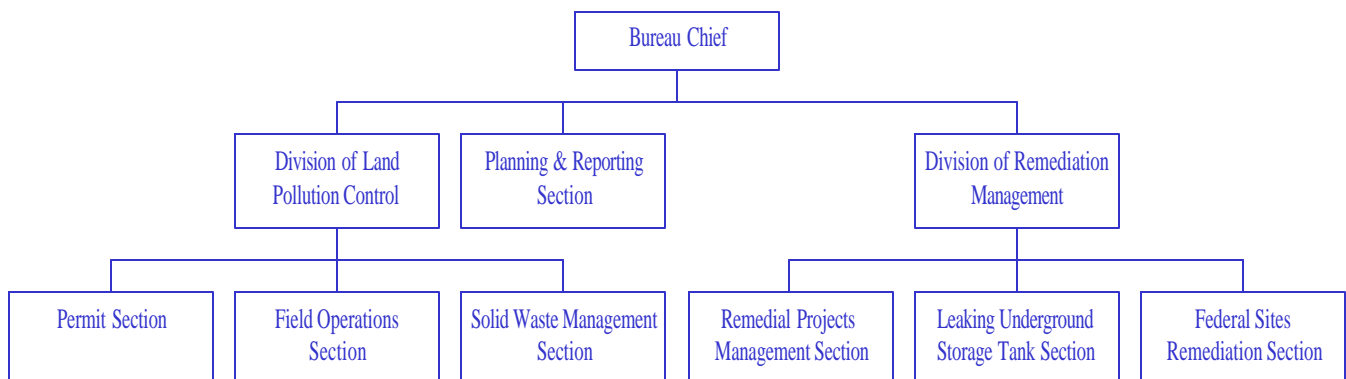 Bureau Chief
Division of Land
Pollution Control
Planning & Reporting
Section
Division of Remediation
Management
Permit Section
Field Operations
Section
Solid Waste Management
Section
Remedial Projects
Management Section
Leaking Underground
Storage Tank Section
Federal Sites
Remediation Section